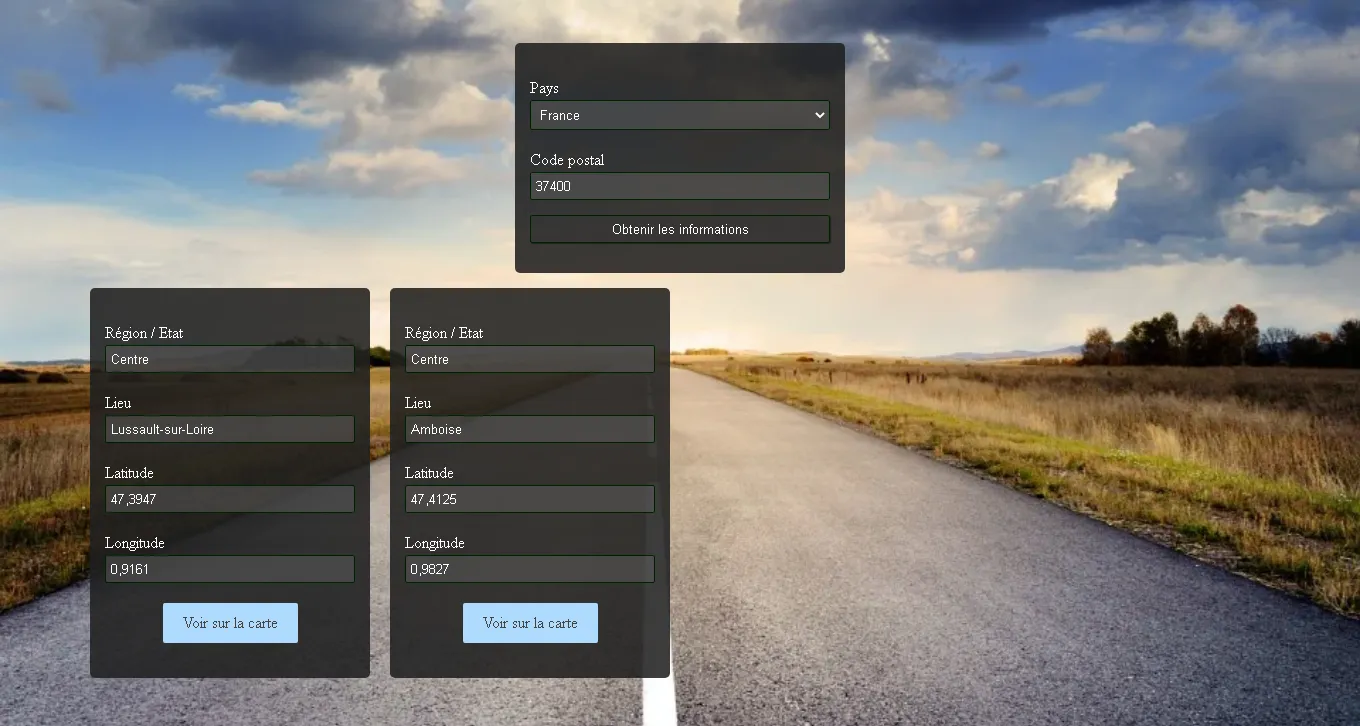 Pays
France
Code postal
37400
Obtenir les informations
Région / Etat
Centre
Lieu
Lussault-sur-Loire
Latitude
47,3947
Longitude
0,9161
Voir sur la carte
Région / Etat
Centre
Lieu
Amboise
Latitude
47,4125
Longitude
0,9827
Voir sur la carte